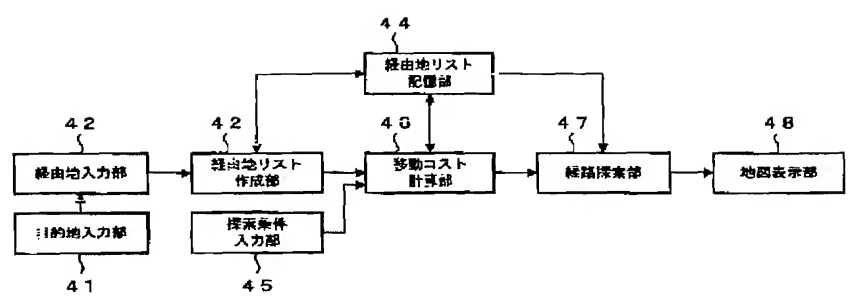 44
経由地リスト
記憶部
42
42
46
47
48
経由地入力部
経由地リスト
作成部
移動コスト
計算部
経路探索部
地図表示部
目的地入力部
探索条件
入力部
41
45